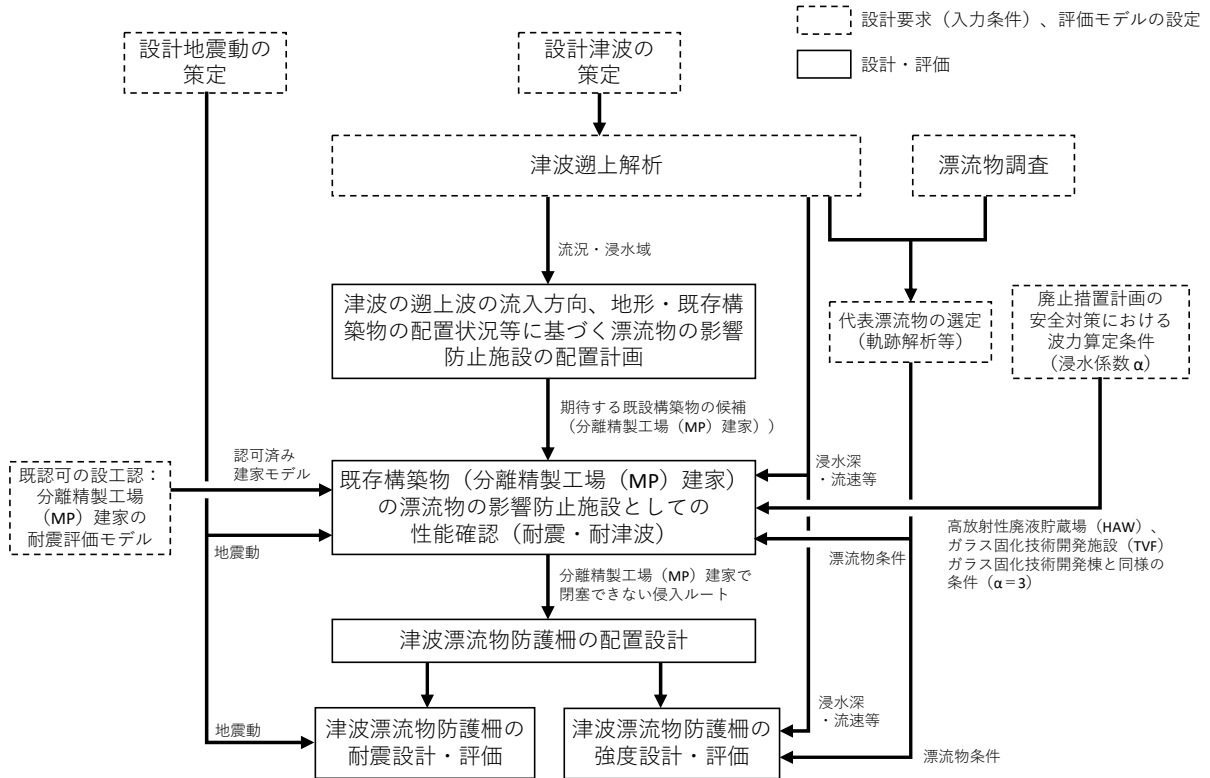 設計要求（入力条件）、評価モデルの設定
設計・評価
設計地震動の
策定
設計津波の
策定
津波遡上解析
漂流物調査
流況・浸水域
津波の遡上波の流入方向、地形・既存構
築物の配置状況等に基づく漂流物の影響
防止施設の配置計画
代表漂流物の選定
（軌跡解析等）
廃止措置計画の
安全対策における
波力算定条件
（浸水係数α）
期待する既設構築物の候補
（分離精製工場（MP）建家））
既認可の設工認：
分離精製工場
（MP）建家の
耐震評価モデル
認可済み
建家モデル
既存構築物（分離精製工場（MP）建家）
の漂流物の影響防止施設としての
性能確認（耐震・耐津波）
浸水深
・流速等
地震動
漂流物条件
高放射性廃液貯蔵場（HAW）、
ガラス固化技術開発施設（TVF）
ガラス固化技術開発棟と同様の
条件（α＝3）
分離精製工場（MP）建家で
閉塞できない侵入ルート
津波漂流物防護柵の配置設計
地震動
津波漂流物防護柵の
耐震設計・評価
津波漂流物防護柵の
強度設計・評価
浸水深
・流速等
漂流物条件